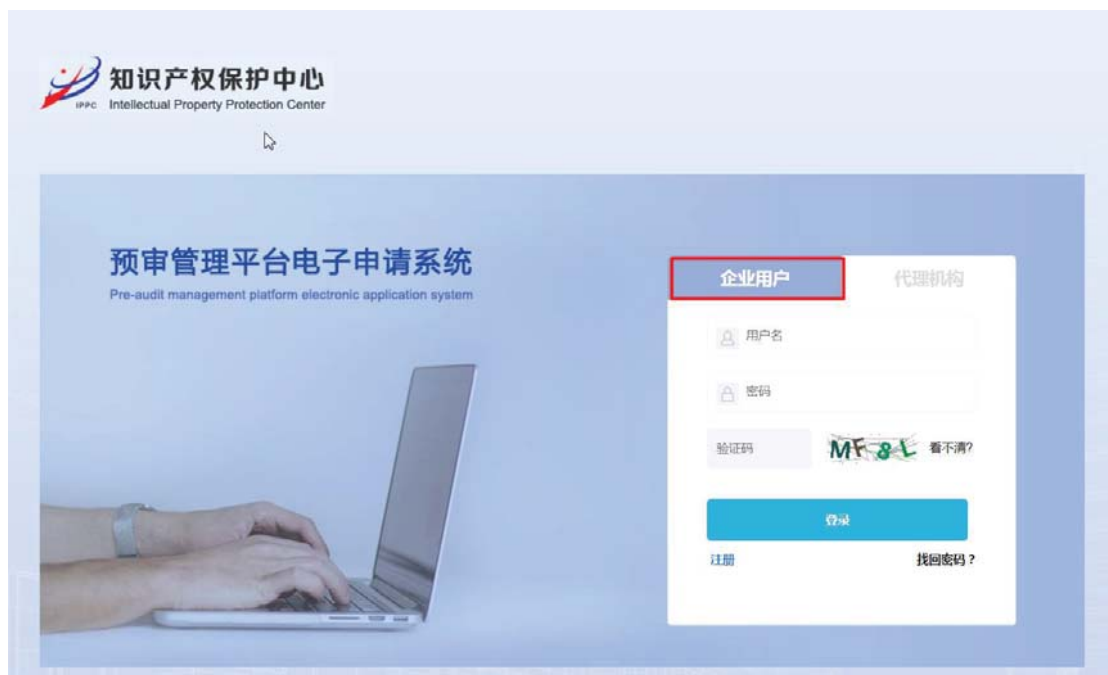 知识产权保护中心
IPPC Intellectual Property Protection Center
预审管理平台电子申请系统
Pre-audit management platform electronic application system
企业用户 代理机构
用户名
密码
验证码 MF8L 看不清?
登录
注册 找回密码？